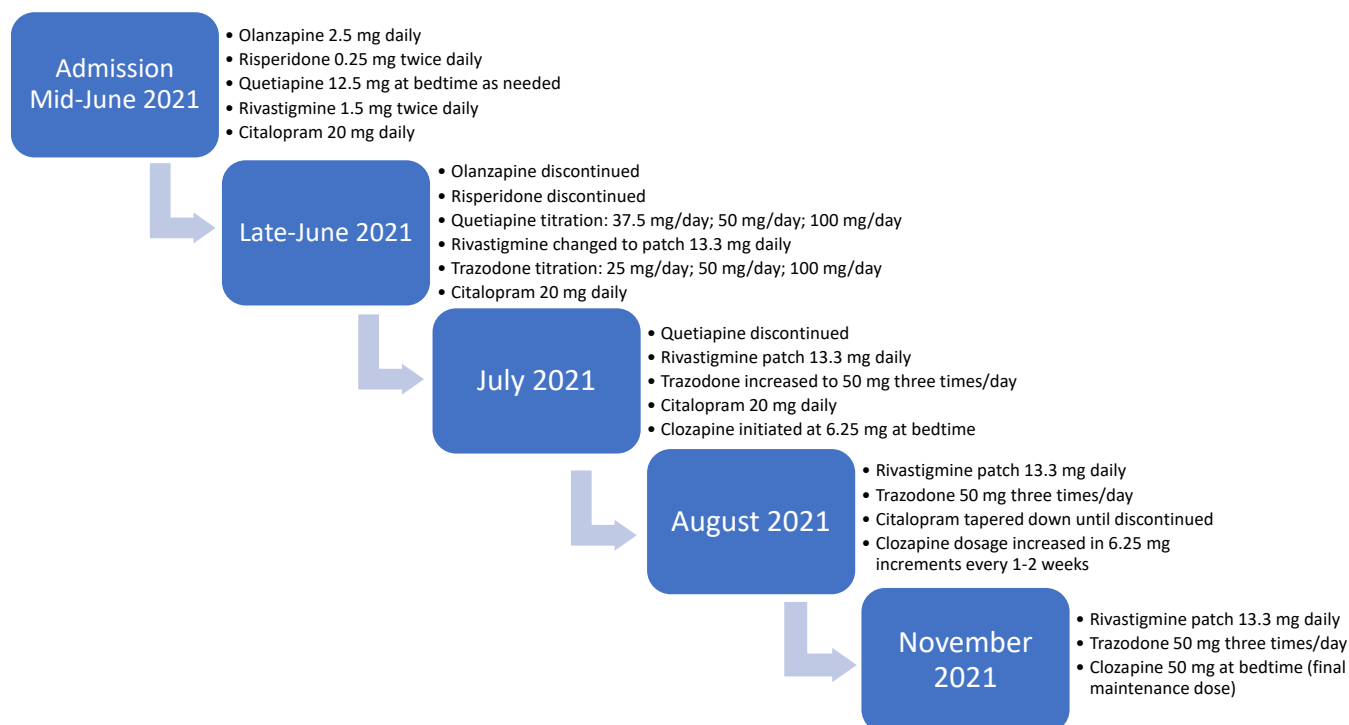 Admission
Mid-June 2021
• Olanzapine 2.5 mg daily
• Risperidone 0.25 mg twice daily
• Quetiapine 12.5 mg at bedtime as needed
• Rivastigmine 1.5 mg twice daily
• Citalopram 20 mg daily
Late-June 2021
• Olanzapine discontinued
• Risperidone discontinued
• Quetiapine titration: 37.5 mg/day; 50 mg/day; 100 mg/day
• Rivastigmine changed to patch 13.3 mg daily
• Trazodone titration: 25 mg/day; 50 mg/day; 100 mg/day
• Citalopram 20 mg daily
July 2021
• Quetiapine discontinued
• Rivastigmine patch 13.3 mg daily
• Trazodone increased to 50 mg three times/day
• Citalopram 20 mg daily
• Clozapine initiated at 6.25 mg at bedtime
August 2021
• Rivastigmine patch 13.3 mg daily
• Trazodone 50 mg three times/day
• Citalopram tapered down until discontinued
• Clozapine dosage increased in 6.25 mg
increments every 1-2 weeks
November
2021
• Rivastigmine patch 13.3 mg daily
• Trazodone 50 mg three times/day
• Clozapine 50 mg at bedtime (final
maintenance dose)